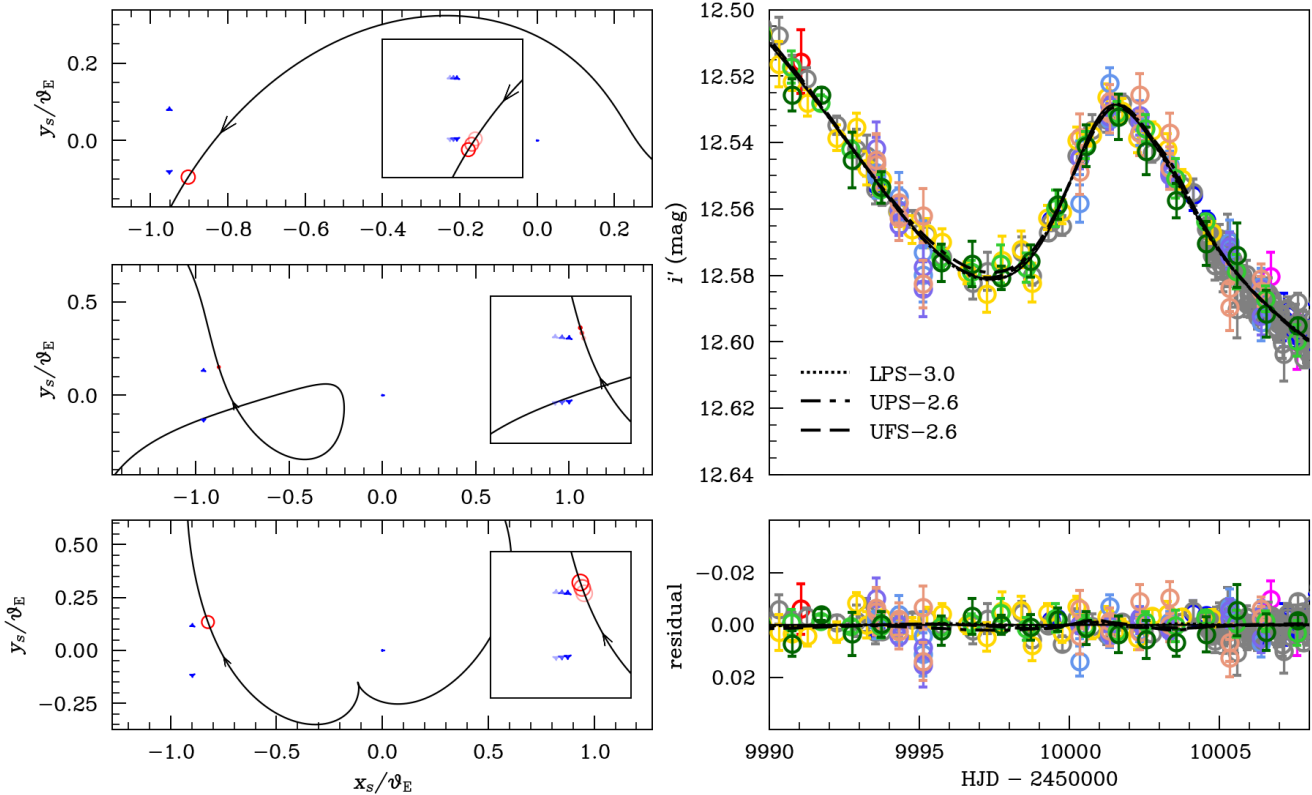 0.2
0.0
y_s/ϑ_E
−1.0 −0.8 −0.6 −0.4 −0.2 0.0 0.2
0.5
0.0
y_s/ϑ_E
−1.0 −0.5 0.0 0.5 1.0
0.50
0.25
0.00
−0.25
y_s/ϑ_E
−1.0 −0.5 0.0 0.5 1.0
x_s/ϑ_E
12.50
12.52
12.54
12.56
12.58
12.60
12.62
12.64
i′ (mag)
LPS−3.0
UPS−2.6
UFS−2.6
−0.02
0.00
0.02
residual
9990 9995 10000 10005
HJD − 2450000